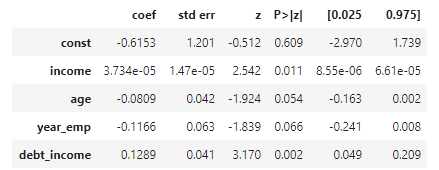 coef std err z P>|z| [0.025 0.975]
const -0.6153 1.201 -0.512 0.609 -2.970 1.739
income 3.734e-05 1.47e-05 2.542 0.011 8.55e-06 6.61e-05
age -0.0809 0.042 -1.924 0.054 -0.163 0.002
year_emp -0.1166 0.063 -1.839 0.066 -0.241 0.008
debt_income 0.1289 0.041 3.170 0.002 0.049 0.209